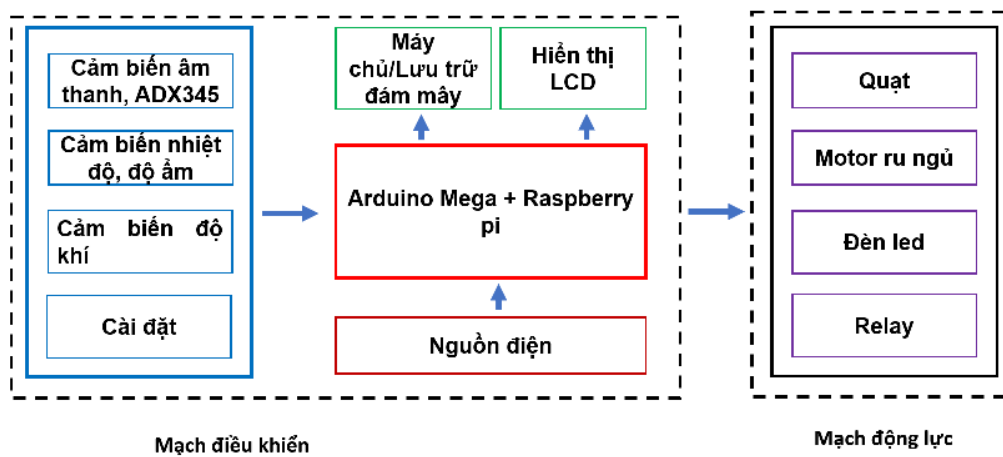 Cảm biến âm
thanh, ADX345
Cảm biến nhiệt
độ, độ ẩm
Cảm biến độ
khí
Cài đặt
Máy
chủ/Lưu trữ
đám mây
Hiển thị
LCD
Arduino Mega + Raspberry
pi
Nguồn điện
Mạch điều khiển
Quạt
Motor ru ngủ
Đèn led
Relay
Mạch động lực